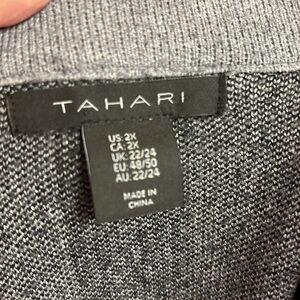 TAHARI
US: 2X
CA: 2X
UK: 22/24
EU: 48/50
AU: 22/24
MADE IN
CHINA